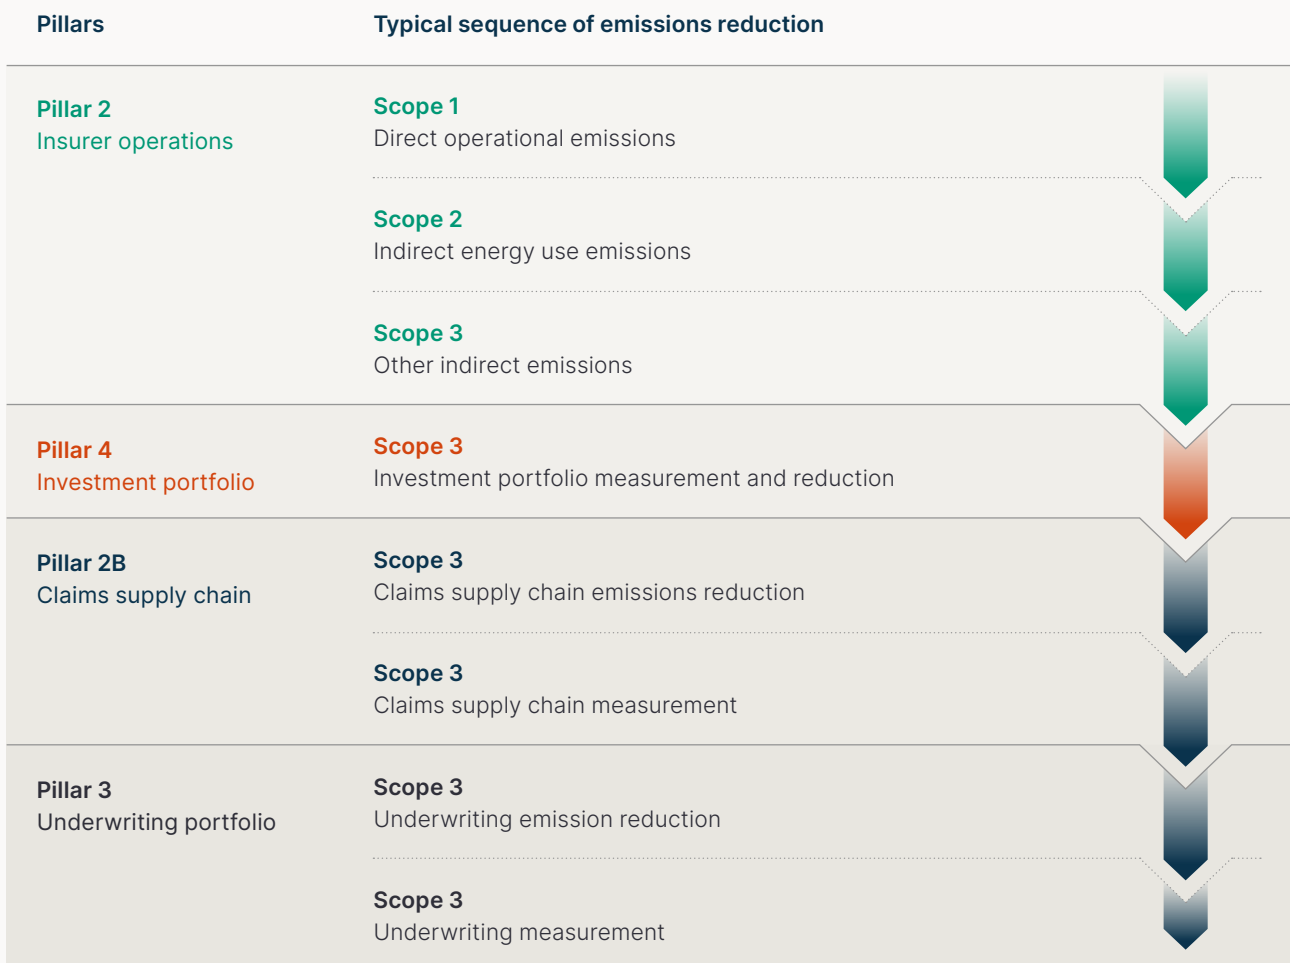 Pillars
Typical sequence of emissions reduction
Pillar 2
Insurer operations
Scope 1
Direct operational emissions
Scope 2
Indirect energy use emissions
Scope 3
Other indirect emissions
Pillar 4
Investment portfolio
Scope 3
Investment portfolio measurement and reduction
Pillar 2B
Claims supply chain
Scope 3
Claims supply chain emissions reduction
Scope 3
Claims supply chain measurement
Pillar 3
Underwriting portfolio
Scope 3
Underwriting emission reduction
Scope 3
Underwriting measurement